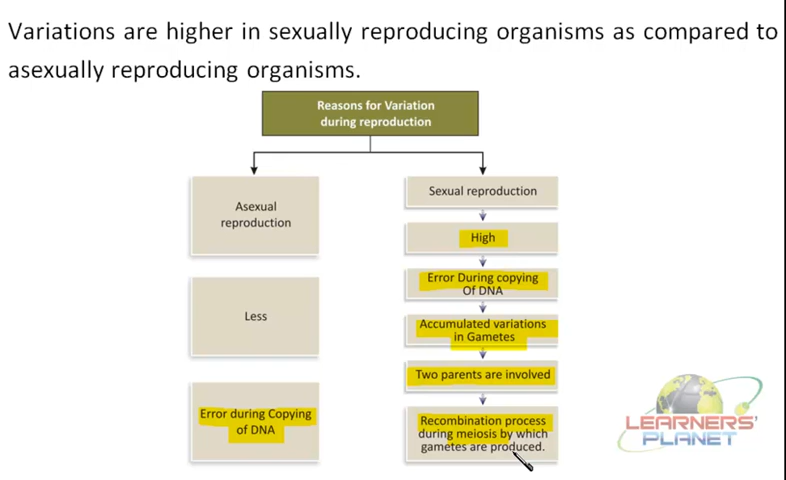 Variations are higher in sexually reproducing organisms as compared to
asexually reproducing organisms.
Reasons for Variation
during reproduction
Asexual
reproduction
Less
Error during Copying
of DNA
Sexual reproduction
High
Error During copying
Of DNA
Accumulated variations
in Gametes
Two parents are involved
Recombination process
during meiosis by which
gametes are produced.
LEARNERS'
PLANET